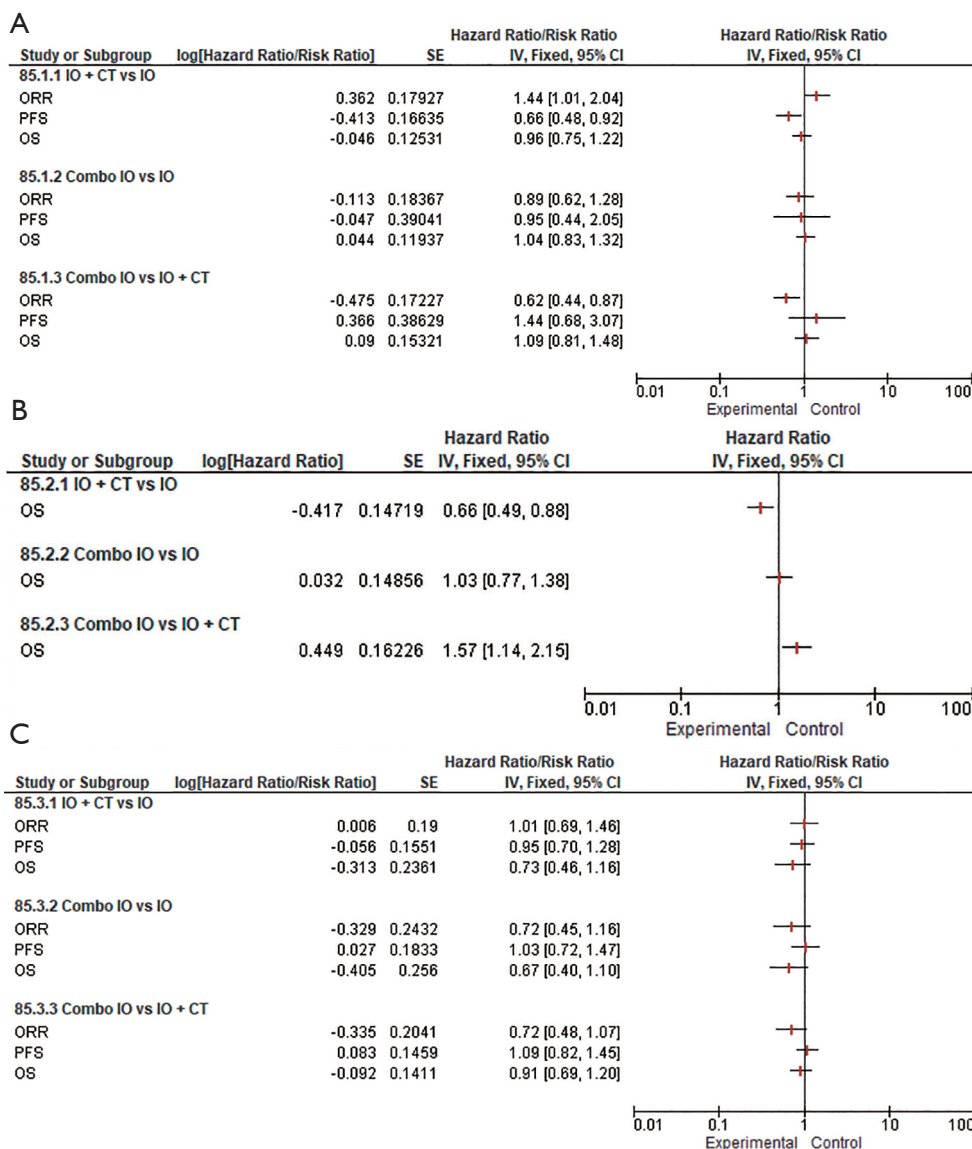 A
Hazard Ratio/Risk Ratio Hazard Ratio/Risk Ratio
Study or Subgroup log[Hazard Ratio/Risk Ratio] SE IV, Fixed, 95% CI IV, Fixed, 95% CI
85.1.1 IO + CT vs IO
ORR 0.362 0.17927 1.44 [1.01, 2.04]
PFS -0.413 0.16635 0.66 [0.48, 0.92]
OS -0.046 0.12531 0.96 [0.75, 1.22]
85.1.2 Combo IO vs IO
ORR -0.113 0.18367 0.89 [0.62, 1.28]
PFS -0.047 0.39041 0.95 [0.44, 2.05]
OS 0.044 0.11937 1.04 [0.83, 1.32]
85.1.3 Combo IO vs IO + CT
ORR -0.475 0.17227 0.62 [0.44, 0.87]
PFS 0.366 0.38629 1.44 [0.68, 3.07]
OS 0.09 0.15321 1.09 [0.81, 1.48]
0.01 0.1 1 10 100
Experimental Control
B
Hazard Ratio Hazard Ratio
Study or Subgroup log[Hazard Ratio] SE IV, Fixed, 95% CI IV, Fixed, 95% CI
85.2.1 IO + CT vs IO
OS -0.417 0.14719 0.66 [0.49, 0.88]
85.2.2 Combo IO vs IO
OS 0.032 0.14856 1.03 [0.77, 1.38]
85.2.3 Combo IO vs IO + CT
OS 0.449 0.16226 1.57 [1.14, 2.15]
0.01 0.1 1 10 100
Experimental Control
C
Hazard Ratio/Risk Ratio Hazard Ratio/Risk Ratio
Study or Subgroup log[Hazard Ratio/Risk Ratio] SE IV, Fixed, 95% CI IV, Fixed, 95% CI
85.3.1 IO + CT vs IO
ORR 0.006 0.19 1.01 [0.69, 1.46]
PFS -0.056 0.1551 0.95 [0.70, 1.28]
OS -0.313 0.2361 0.73 [0.46, 1.16]
85.3.2 Combo IO vs IO
ORR -0.329 0.2432 0.72 [0.45, 1.16]
PFS 0.027 0.1833 1.03 [0.72, 1.47]
OS -0.405 0.256 0.67 [0.40, 1.10]
85.3.3 Combo IO vs IO + CT
ORR -0.335 0.2041 0.72 [0.48, 1.07]
PFS 0.083 0.1459 1.09 [0.82, 1.45]
OS -0.092 0.1411 0.91 [0.69, 1.20]
0.01 0.1 1 10 100
Experimental Control